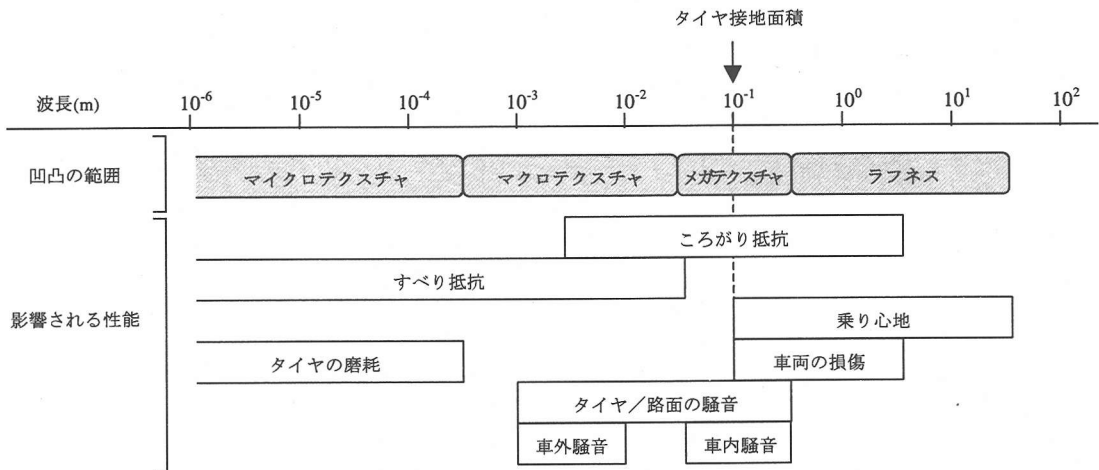 タイヤ接地面積
波長(m) 10-6 10-5 10-4 10-3 10-2 10-1 100 101 102
凹凸の範囲 マイクロテクスチャ マクロテクスチャ メガテクスチャ ラフネス
ころがり抵抗
すべり抵抗
影響される性能 乗り心地
タイヤの磨耗 車両の損傷
タイヤ/路面の騒音
車外騒音 車内騒音